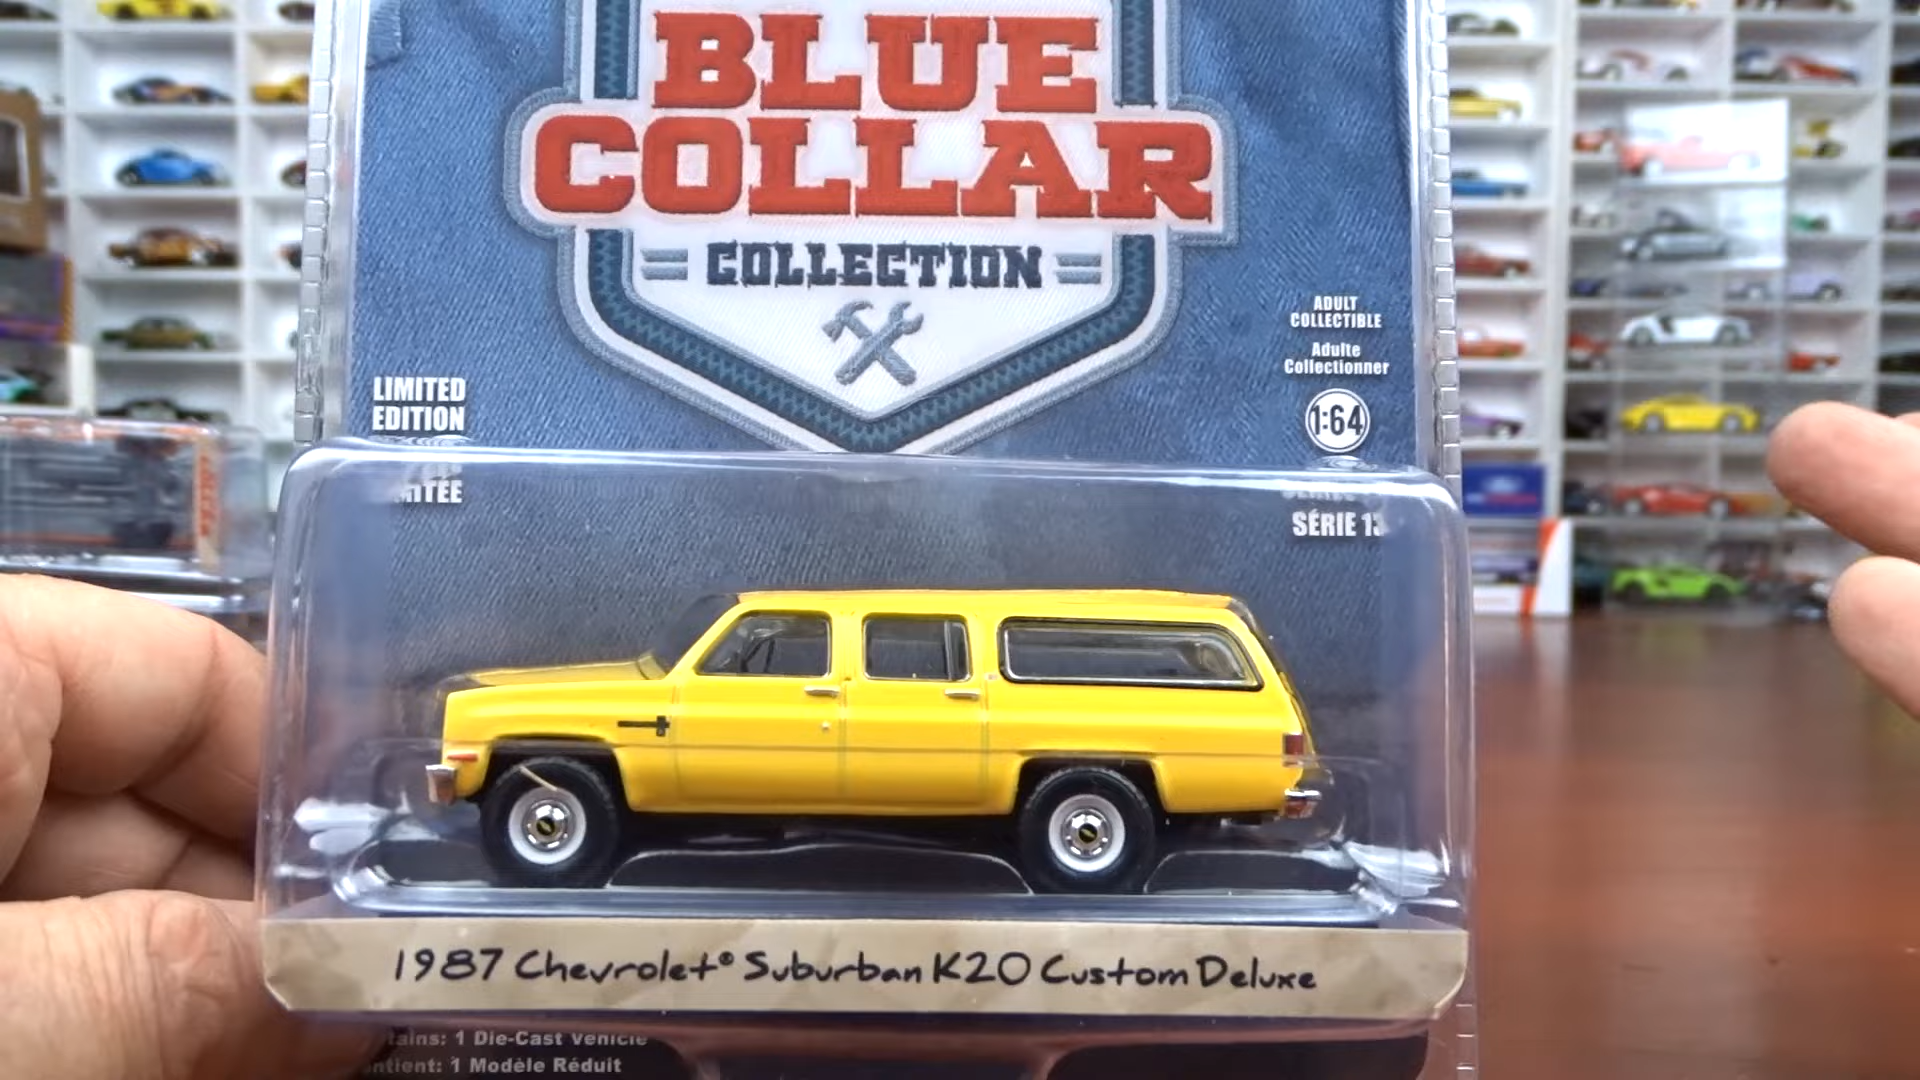 BLUE
COLLAR
COLLECTION
ADULT
COLLECTIBLE
Adulte
Collectionner
1:64
LIMITED
EDITION
SÉRIE 13
1987 Chevrolet® Suburban K20 Custom Deluxe
1 Die-Cast Vehicle
1 Modèle Réduit